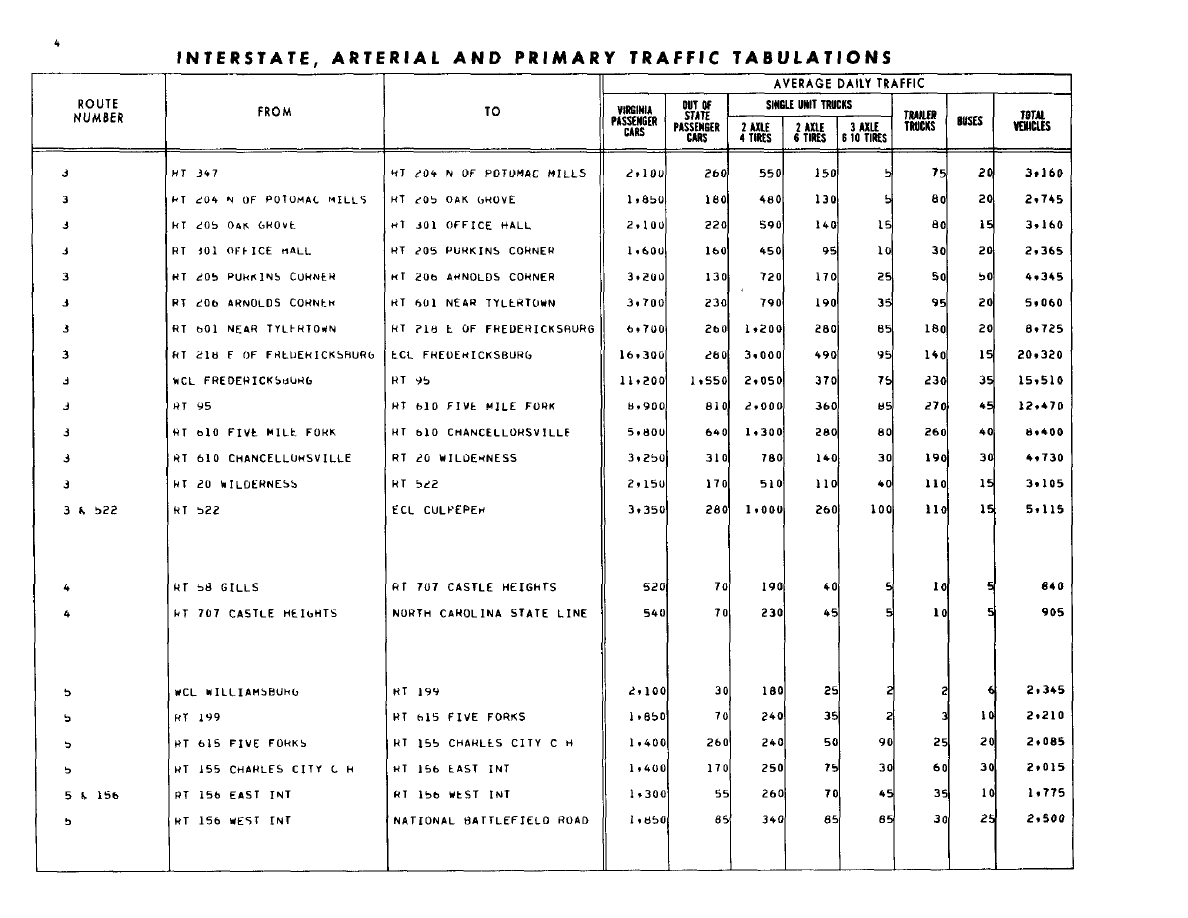 4
INTERSTATE, ARTERIAL AND PRIMARY TRAFFIC TABULATIONS
ROUTE NUMBER FROM TO AVERAGE DAILY TRAFFIC
VIRGINIA PASSENGER CARS OUT OF STATE PASSENGER CARS SINGLE UNIT TRUCKS 2 AXLE 4 TIRES 2 AXLE 6 TIRES 3 AXLE 6 10 TIRES TRAILER TRUCKS BUSES TOTAL VEHICLES
3 RT 347 RT 204 N OF POTOMAC MILLS 2,100 260 550 150 5 75 20 3,160
3 RT 204 N OF POTOMAC MILLS RT 205 OAK GROVE 1,850 180 480 130 5 80 20 2,745
3 RT 205 OAK GROVE RT 301 OFFICE HALL 2,100 220 590 140 15 80 15 3,160
3 RT 301 OFFICE HALL RT 205 PURKINS CORNER 1,600 160 450 95 10 30 20 2,365
3 RT 205 PURKINS CORNER RT 206 ARNOLDS CORNER 3,200 130 720 170 25 50 50 4,345
3 RT 206 ARNOLDS CORNER RT 601 NEAR TYLERTOWN 3,700 230 790 190 35 95 20 5,060
3 RT 601 NEAR TYLERTOWN RT 218 E OF FREDERICKSBURG 6,700 260 1,200 280 85 180 20 8,725
3 RT 218 E OF FREDERICKSBURG ECL FREDERICKSBURG 16,300 280 3,000 490 95 140 15 20,320
3 WCL FREDERICKSBURG RT 95 11,200 1,550 2,050 370 75 230 35 15,510
3 RT 95 RT 610 FIVE MILE FORK 8,900 810 2,000 360 85 270 45 12,470
3 RT 610 FIVE MILE FORK RT 610 CHANCELLORSVILLE 5,800 640 1,300 280 80 260 40 8,400
3 RT 610 CHANCELLORSVILLE RT 20 WILDERNESS 3,250 310 780 140 30 190 30 4,730
3 RT 20 WILDERNESS RT 522 2,150 170 510 110 40 110 15 3,105
3 & 522 RT 522 ECL CULPEPER 3,350 280 1,000 260 100 110 15 5,115
4 RT 58 GILLS RT 707 CASTLE HEIGHTS 520 70 190 40 5 10 5 840
4 RT 707 CASTLE HEIGHTS NORTH CAROLINA STATE LINE 540 70 230 45 5 10 5 905
5 WCL WILLIAMSBURG RT 199 2,100 30 180 25 2 2 6 2,345
5 RT 199 RT 615 FIVE FORKS 1,850 70 240 35 2 3 10 2,210
5 RT 615 FIVE FORKS RT 155 CHARLES CITY C H 1,400 260 240 50 90 25 20 2,085
5 RT 155 CHARLES CITY C H RT 156 EAST INT 1,400 170 250 75 30 60 30 2,015
5 & 156 RT 156 EAST INT RT 156 WEST INT 1,300 55 260 70 45 35 10 1,775
5 RT 156 WEST INT NATIONAL BATTLEFIELD ROAD 1,850 85 340 85 85 30 25 2,500